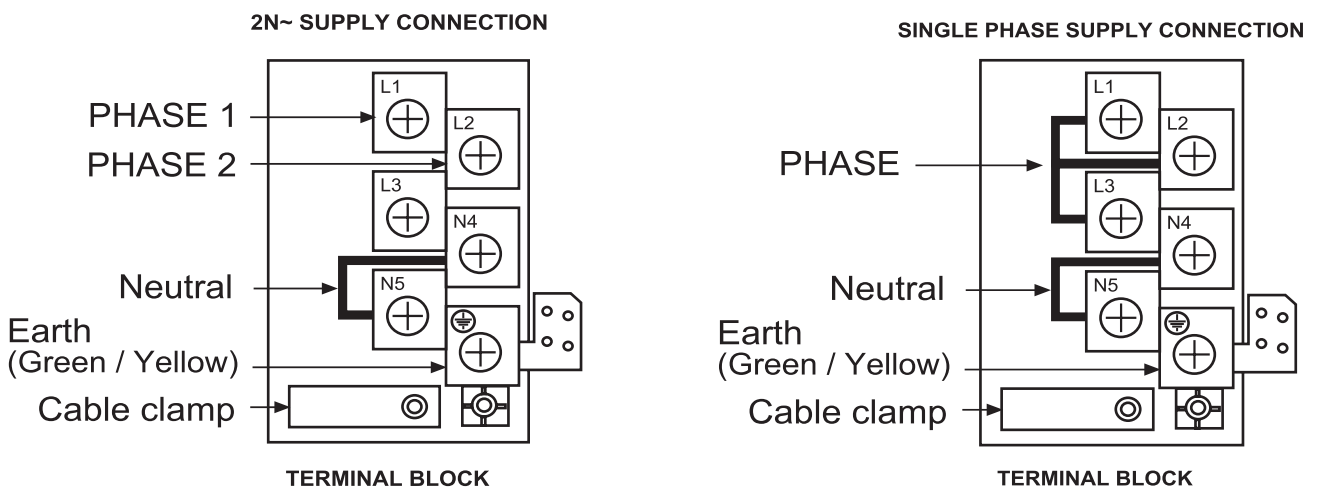 2N~ SUPPLY CONNECTION
PHASE 1
PHASE 2
Neutral
Earth
(Green / Yellow)
Cable clamp
L1
L2
L3
N4
N5
TERMINAL BLOCK
SINGLE PHASE SUPPLY CONNECTION
PHASE
Neutral
Earth
(Green / Yellow)
Cable clamp
L1
L2
L3
N4
N5
TERMINAL BLOCK